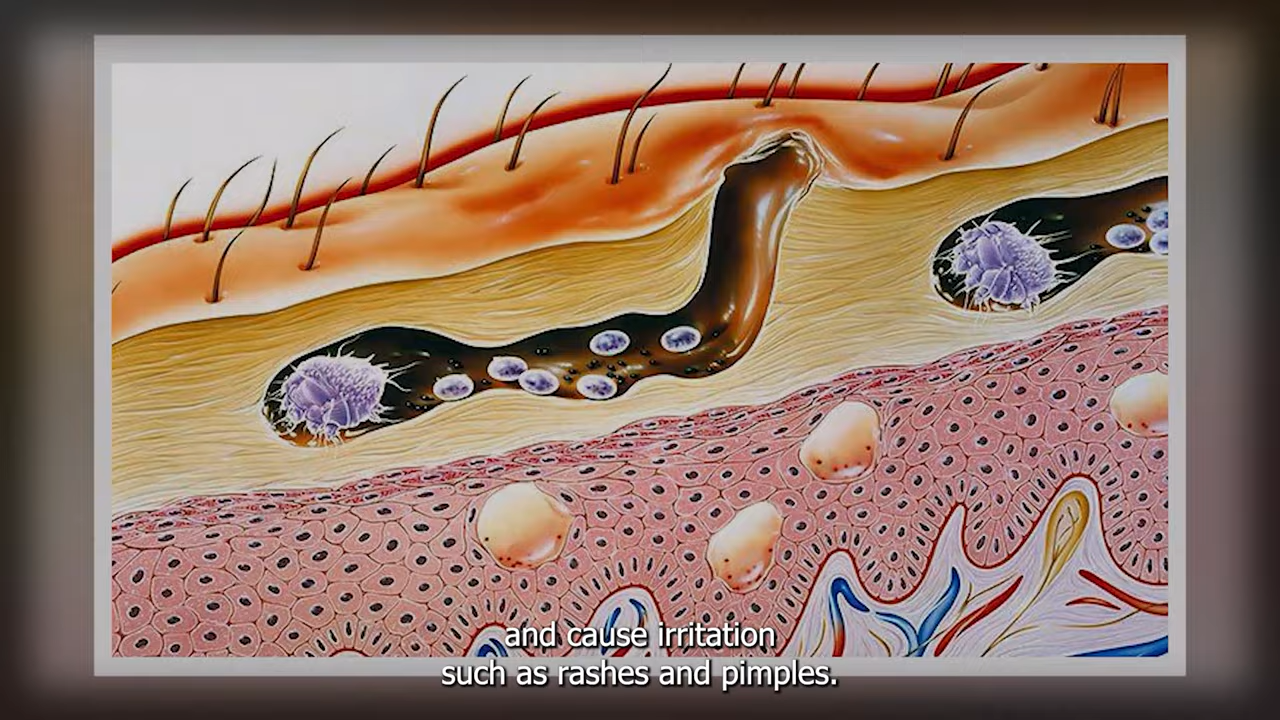 and cause irritation
such as rashes and pimples.